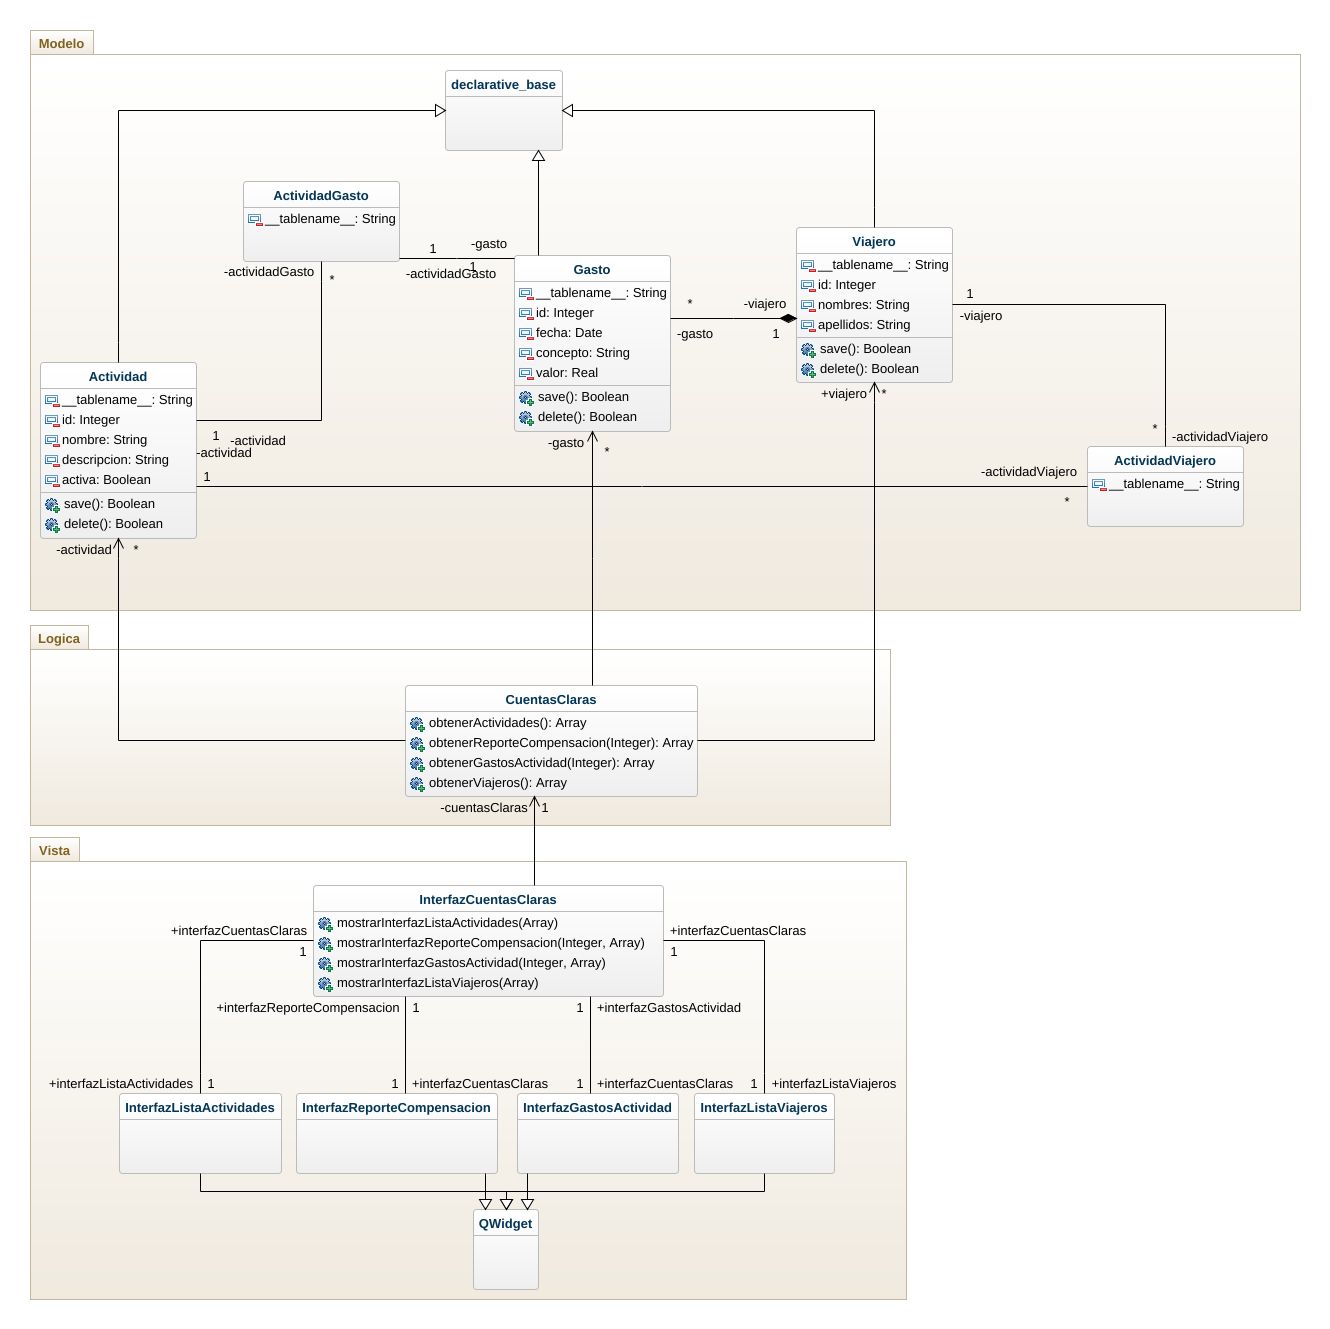 Modelo
declarative_base
ActividadGasto
__tablename__: String
-actividadGasto
*
1
-gasto
-actividadGasto
1
Gasto
__tablename__: String
id: Integer
fecha: Date
concepto: String
valor: Real
save(): Boolean
delete(): Boolean
-gasto
*
*
-viajero
-gasto
1
Viajero
__tablename__: String
id: Integer
nombres: String
apellidos: String
save(): Boolean
delete(): Boolean
+viajero
*
1
-viajero
*
-actividadViajero
ActividadViajero
__tablename__: String
-actividadViajero
*
Actividad
__tablename__: String
id: Integer
nombre: String
descripcion: String
activa: Boolean
save(): Boolean
delete(): Boolean
1
-actividad
-actividad
1
-actividad
*
Logica
CuentasClaras
obtenerActividades(): Array
obtenerReporteCompensacion(Integer): Array
obtenerGastosActividad(Integer): Array
obtenerViajeros(): Array
-cuentasClaras
1
Vista
InterfazCuentasClaras
mostrarInterfazListaActividades(Array)
mostrarInterfazReporteCompensacion(Integer, Array)
mostrarInterfazGastosActividad(Integer, Array)
mostrarInterfazListaViajeros(Array)
+interfazCuentasClaras
1
+interfazCuentasClaras
1
+interfazReporteCompensacion
1
1
+interfazGastosActividad
+interfazListaActividades
1
1
+interfazCuentasClaras
1
+interfazCuentasClaras
1
+interfazListaViajeros
InterfazListaActividades
InterfazReporteCompensacion
InterfazGastosActividad
InterfazListaViajeros
QWidget